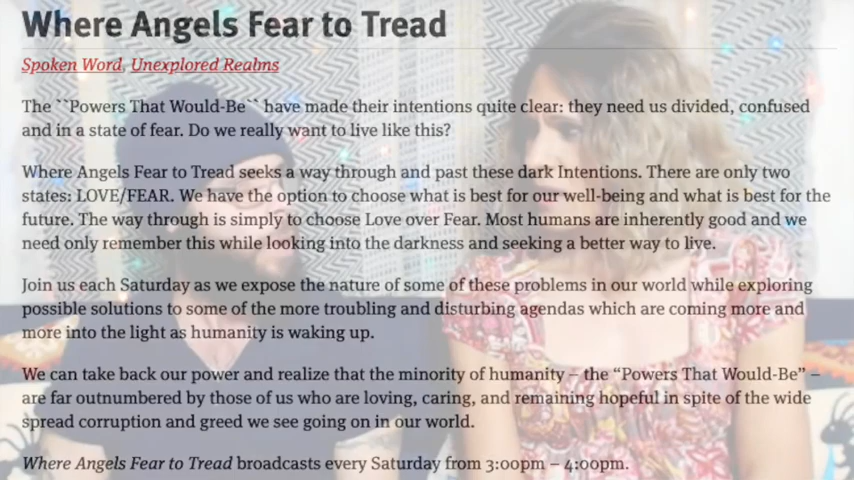 Where Angels Fear to Tread
Spoken Word, Unexplored Realms
The ``Powers That Would-Be`` have made their intentions quite clear: they need us divided, confused
and in a state of fear. Do we really want to live like this?
Where Angels Fear to Tread seeks a way through and past these dark Intentions. There are only two
states: LOVE/FEAR. We have the option to choose what is best for our well-being and what is best for the
future. The way through is simply to choose Love over Fear. Most humans are inherently good and we
need only remember this while looking into the darkness and seeking a better way to live.
Join us each Saturday as we expose the nature of some of these problems in our world while exploring
possible solutions to some of the more troubling and disturbing agendas which are coming more and
more into the light as humanity is waking up.
We can take back our power and realize that the minority of humanity – the “Powers That Would-Be” –
are far outnumbered by those of us who are loving, caring, and remaining hopeful in spite of the wide
spread corruption and greed we see going on in our world.
Where Angels Fear to Tread broadcasts every Saturday from 3:00pm – 4:00pm.